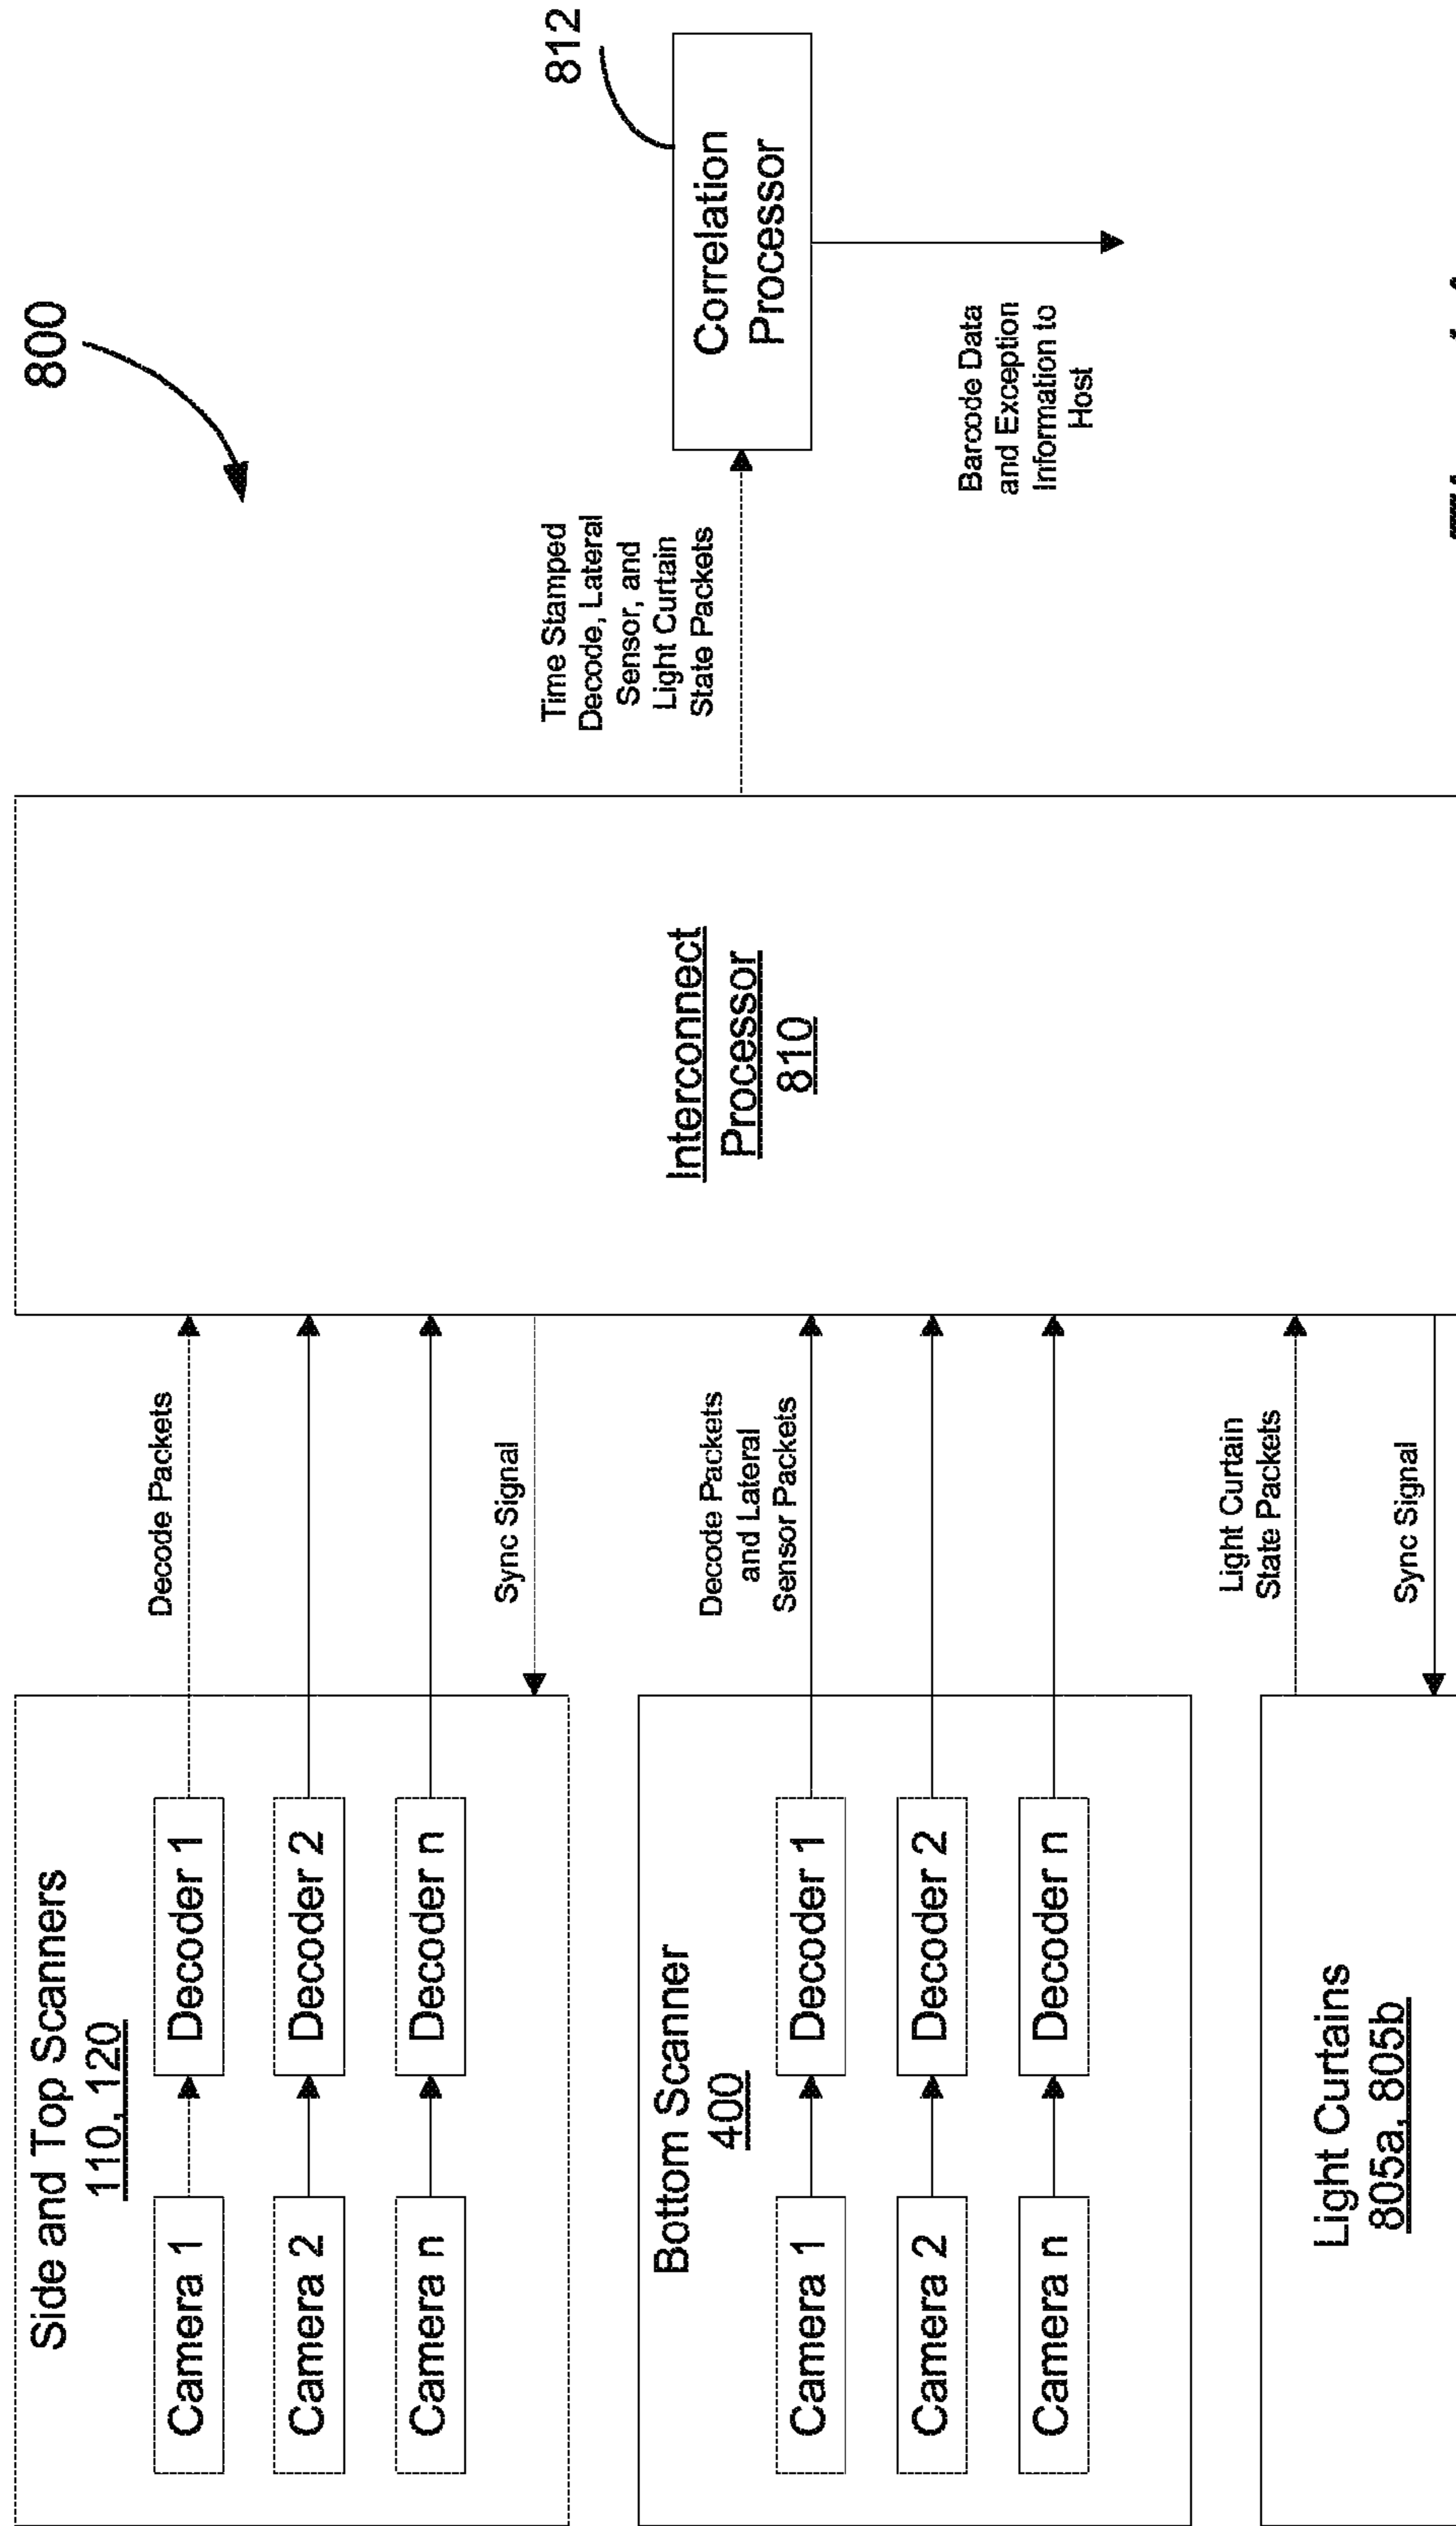 800
Side and Top Scanners
110, 120
Camera 1
Decoder 1
Camera 2
Decoder 2
Camera n
Decoder n
Decode Packets
Sync Signal
Bottom Scanner
400
Camera 1
Decoder 1
Camera 2
Decoder 2
Camera n
Decoder n
Decode Packets
and Lateral
Sensor Packets
Light Curtains
805a, 805b
Light Curtain
State Packets
Sync Signal
Interconnect
Processor
810
Time Stamped
Decode, Lateral
Sensor, and
Light Curtain
State Packets
812
Correlation
Processor
Barcode Data
and Exception
Information to
Host